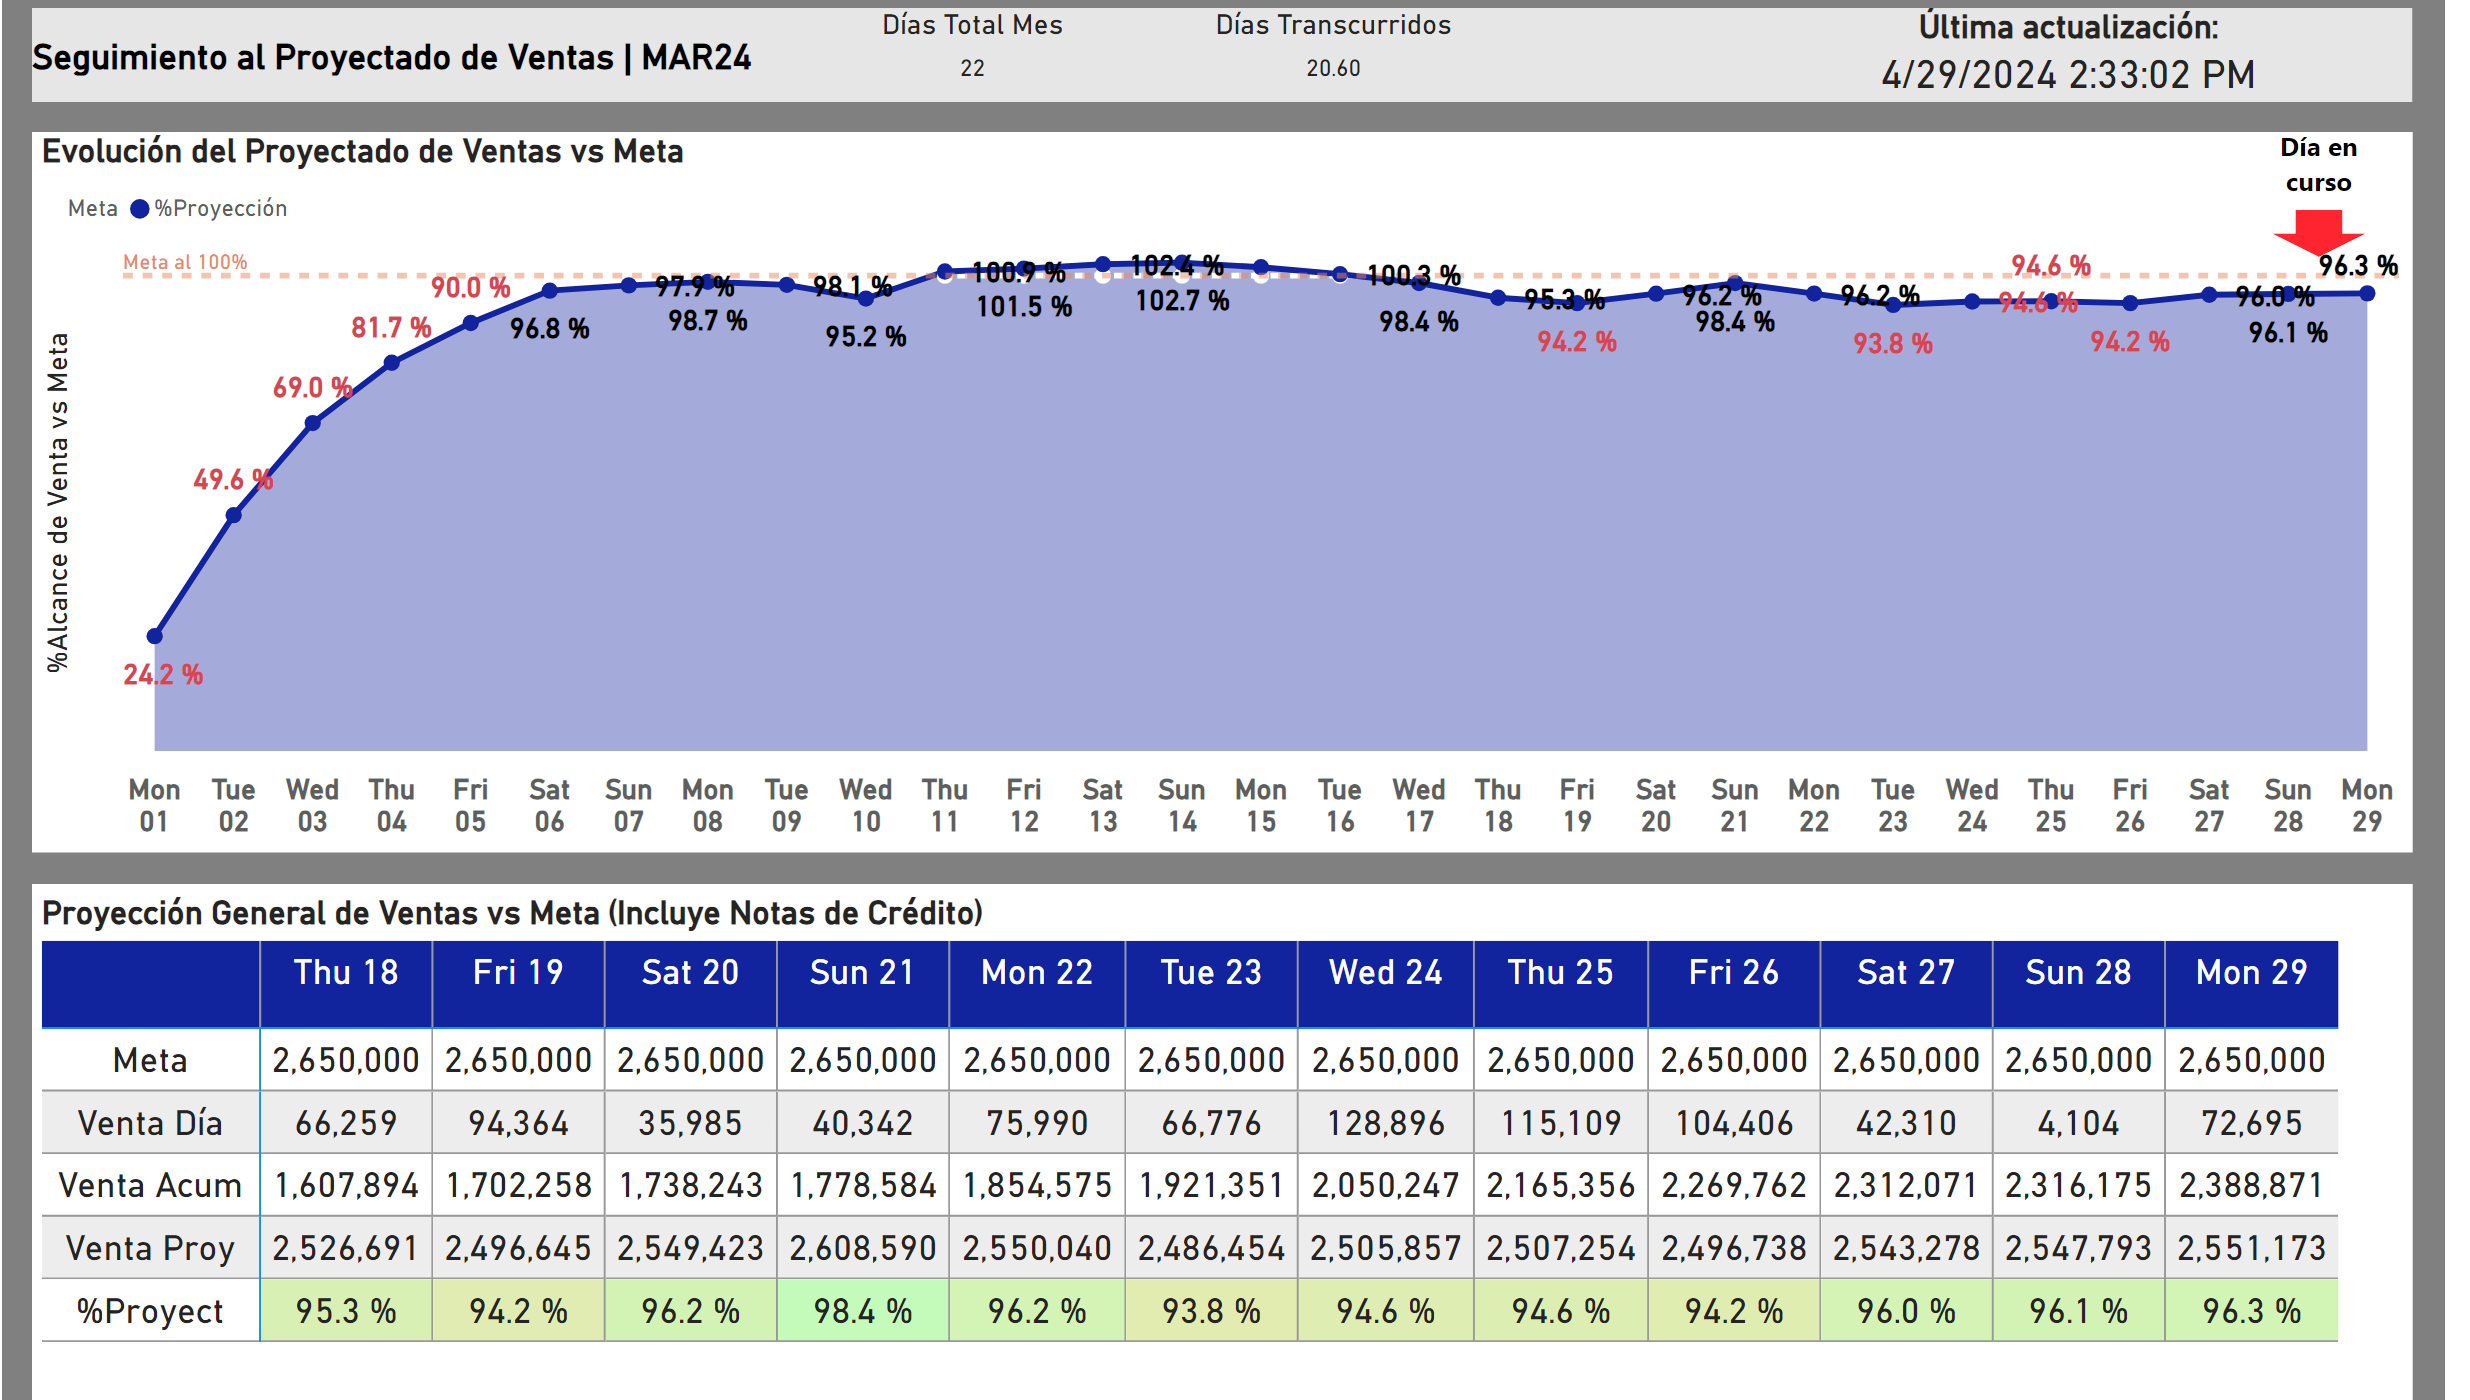 Seguimiento al Proyectado de Ventas | MAR24
Días Total Mes
22
Días Transcurridos
20.60
Última actualización:
4/29/2024 2:33:02 PM
Evolución del Proyectado de Ventas vs Meta
Día en
curso
Meta %Proyección
Meta al 100%
%Alcance de Venta vs Meta
24.2 %
49.6 %
69.0 %
81.7 %
90.0 %
96.8 %
97.9 %
98.7 %
98.1 %
95.2 %
100.9 %
101.5 %
102.4 %
102.7 %
100.3 %
98.4 %
95.3 %
94.2 %
96.2 %
98.4 %
96.2 %
93.8 %
94.6 %
94.6 %
94.2 %
96.0 %
96.1 %
96.3 %
Mon Tue Wed Thu Fri Sat Sun Mon Tue Wed Thu Fri Sat Sun Mon Tue Wed Thu Fri Sat Sun Mon Tue Wed Thu Fri Sat Sun Mon
01 02 03 04 05 06 07 08 09 10 11 12 13 14 15 16 17 18 19 20 21 22 23 24 25 26 27 28 29
Proyección General de Ventas vs Meta (Incluye Notas de Crédito)
Thu 18 Fri 19 Sat 20 Sun 21 Mon 22 Tue 23 Wed 24 Thu 25 Fri 26 Sat 27 Sun 28 Mon 29
Meta 2,650,000 2,650,000 2,650,000 2,650,000 2,650,000 2,650,000 2,650,000 2,650,000 2,650,000 2,650,000 2,650,000 2,650,000
Venta Día 66,259 94,364 35,985 40,342 75,990 66,776 128,896 115,109 104,406 42,310 4,104 72,695
Venta Acum 1,607,894 1,702,258 1,738,243 1,778,584 1,854,575 1,921,351 2,050,247 2,165,356 2,269,762 2,312,071 2,316,175 2,388,871
Venta Proy 2,526,691 2,496,645 2,549,423 2,608,590 2,550,040 2,486,454 2,505,857 2,507,254 2,496,738 2,543,278 2,547,793 2,551,173
%Proyect 95.3 % 94.2 % 96.2 % 98.4 % 96.2 % 93.8 % 94.6 % 94.6 % 94.2 % 96.0 % 96.1 % 96.3 %